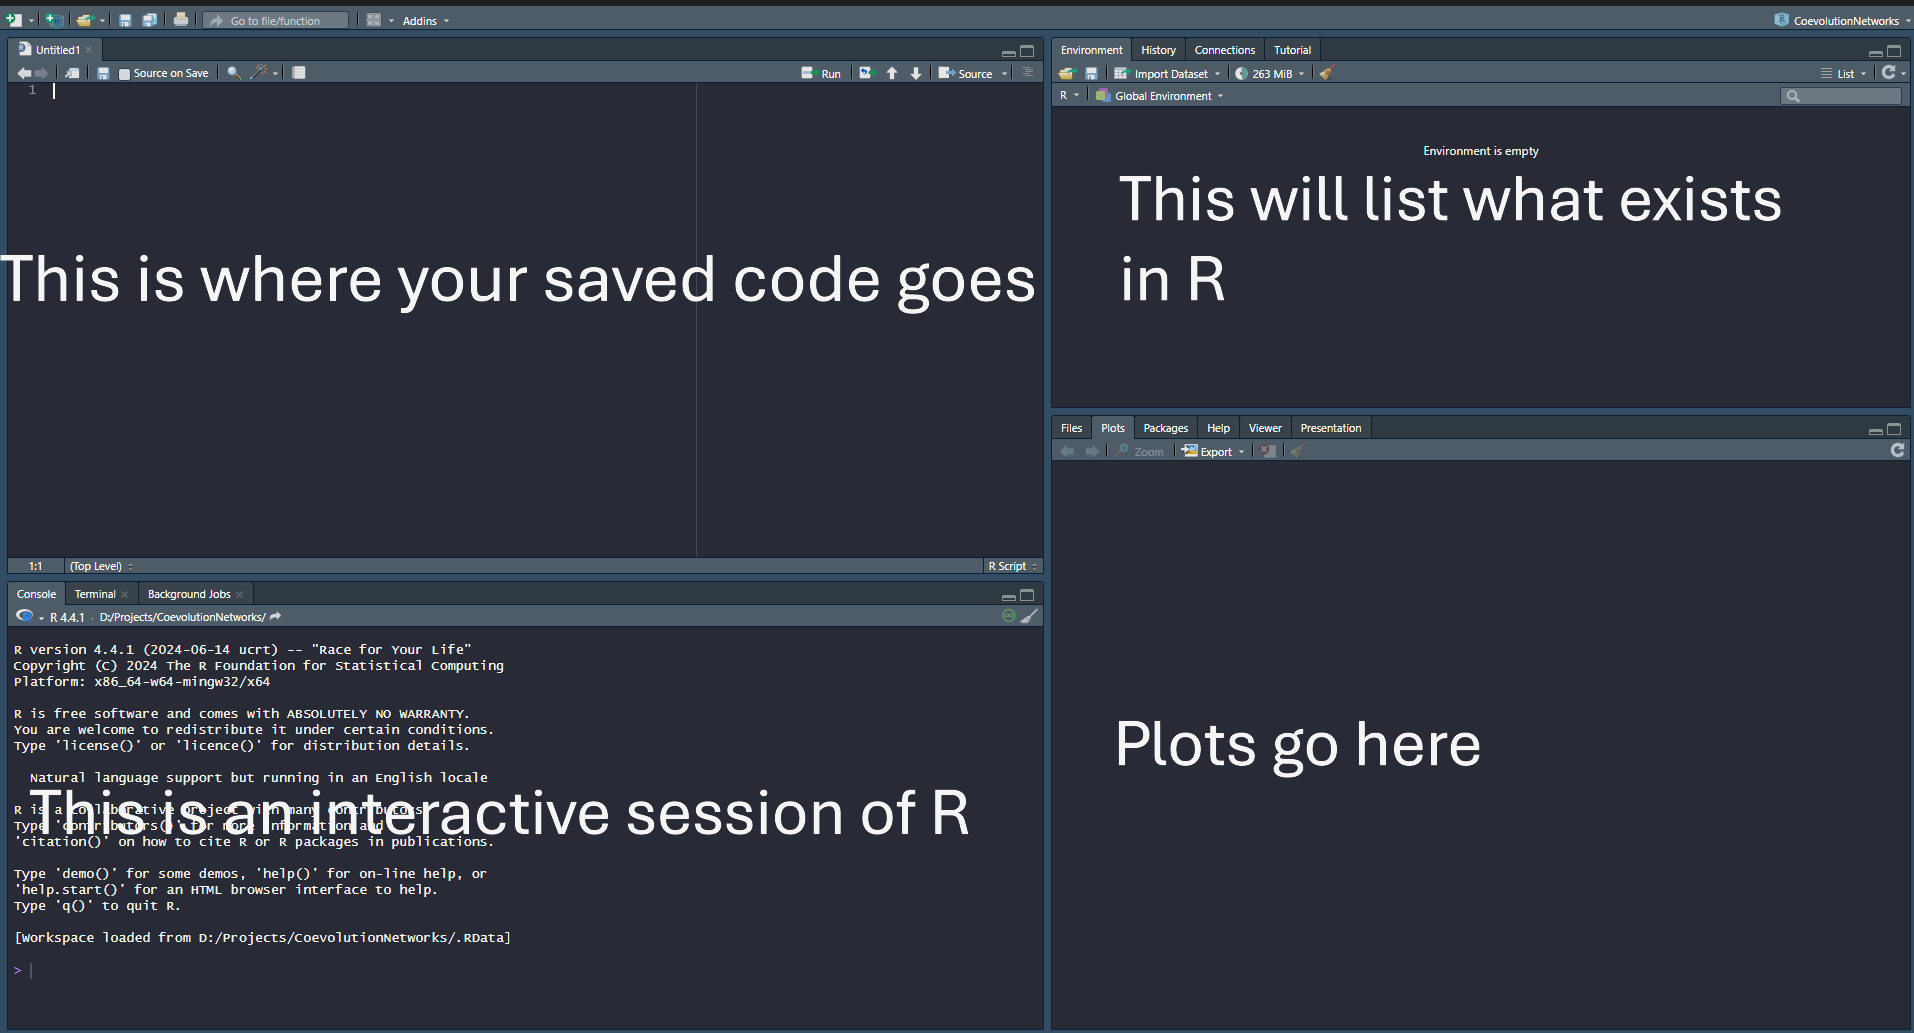 Go to file/function
Addins
CoevolutionNetworks
Untitled1
Source on Save
Run
Source
1
This is where your saved code goes
1:1
(Top Level)
R Script
Environment
History
Connections
Tutorial
Import Dataset
263 MiB
List
R
Global Environment
Environment is empty
This will list what exists
in R
Console
Terminal
Background Jobs
R 4.4.1 · D:/Projects/CoevolutionNetworks/
R version 4.4.1 (2024-06-14 ucrt) -- "Race for Your Life"
Copyright (C) 2024 The R Foundation for Statistical Computing
Platform: x86_64-w64-mingw32/x64
R is free software and comes with ABSOLUTELY NO WARRANTY.
You are welcome to redistribute it under certain conditions.
Type 'license()' or 'licence()' for distribution details.
Natural language support but running in an English locale
R is a collaborative project with many contributors.
Type 'contributors()' for more information and
'citation()' on how to cite R or R packages in publications.
This is an interactive session of R
Type 'demo()' for some demos, 'help()' for on-line help, or
'help.start()' for an HTML browser interface to help.
Type 'q()' to quit R.
[Workspace loaded from D:/Projects/CoevolutionNetworks/.RData]
>
Files
Plots
Packages
Help
Viewer
Presentation
Zoom
Export
Plots go here